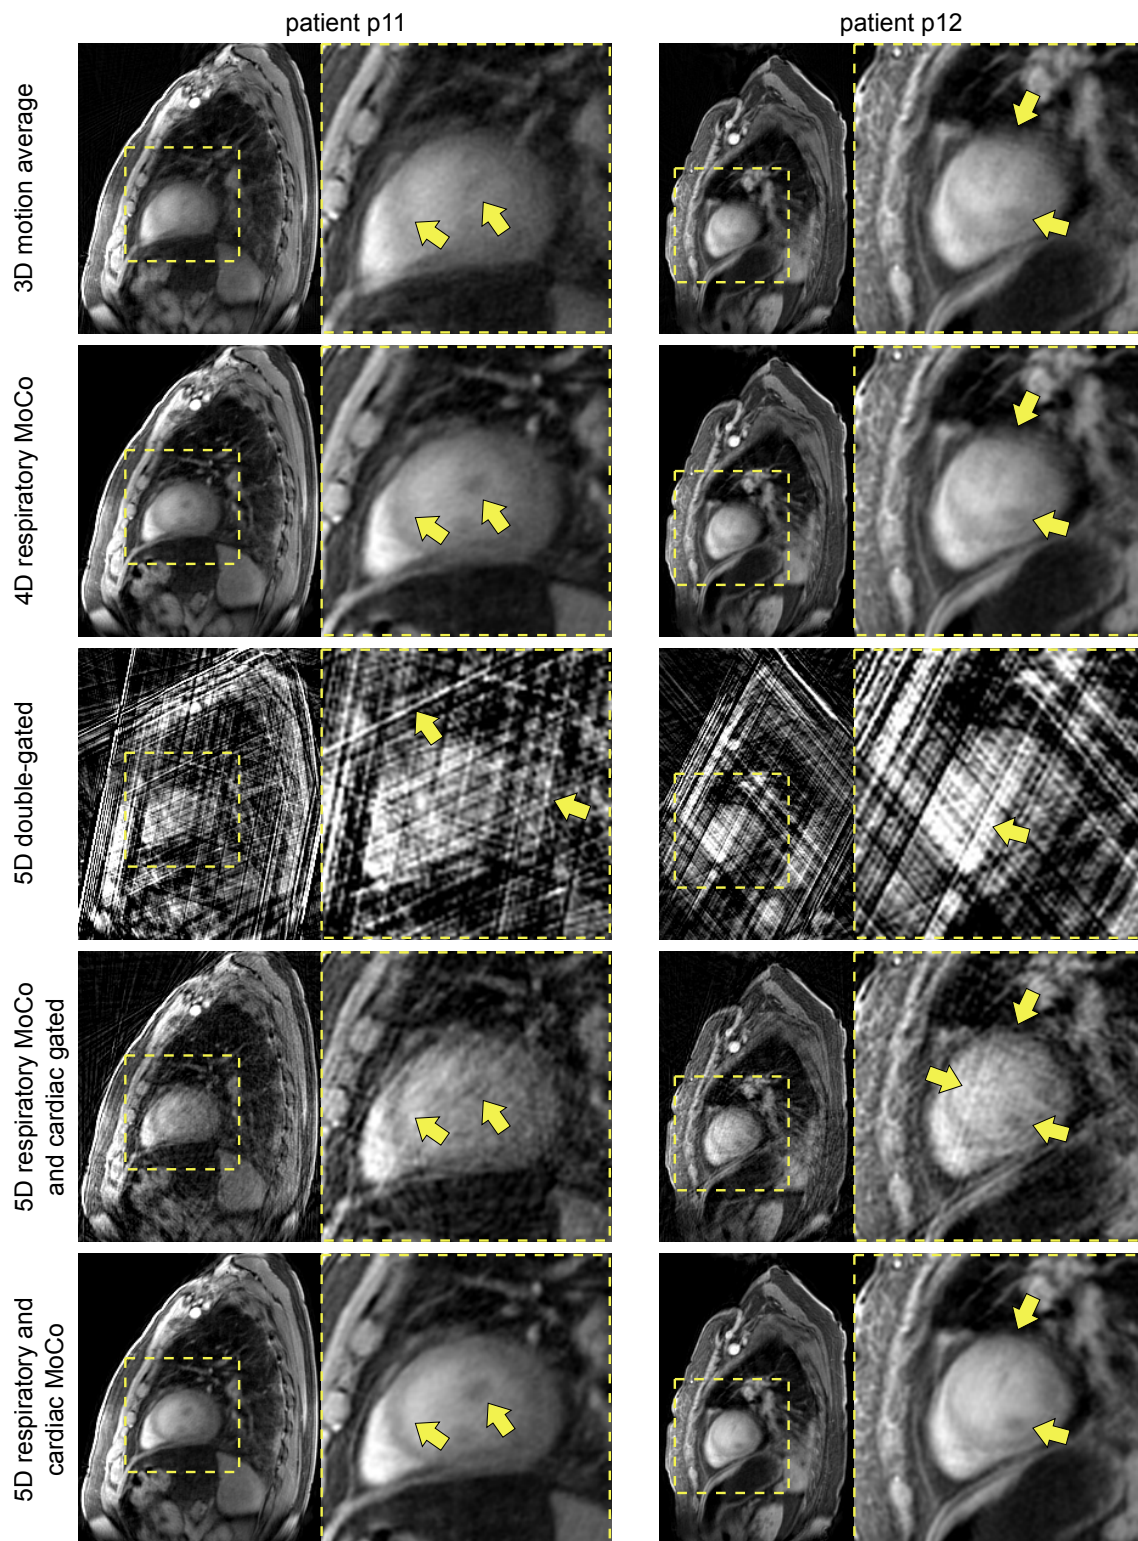 patient p11
patient p12
3D motion average
4D respiratory MoCo
5D double-gated
5D respiratory MoCo
and cardiac gated
5D respiratory and
cardiac MoCo